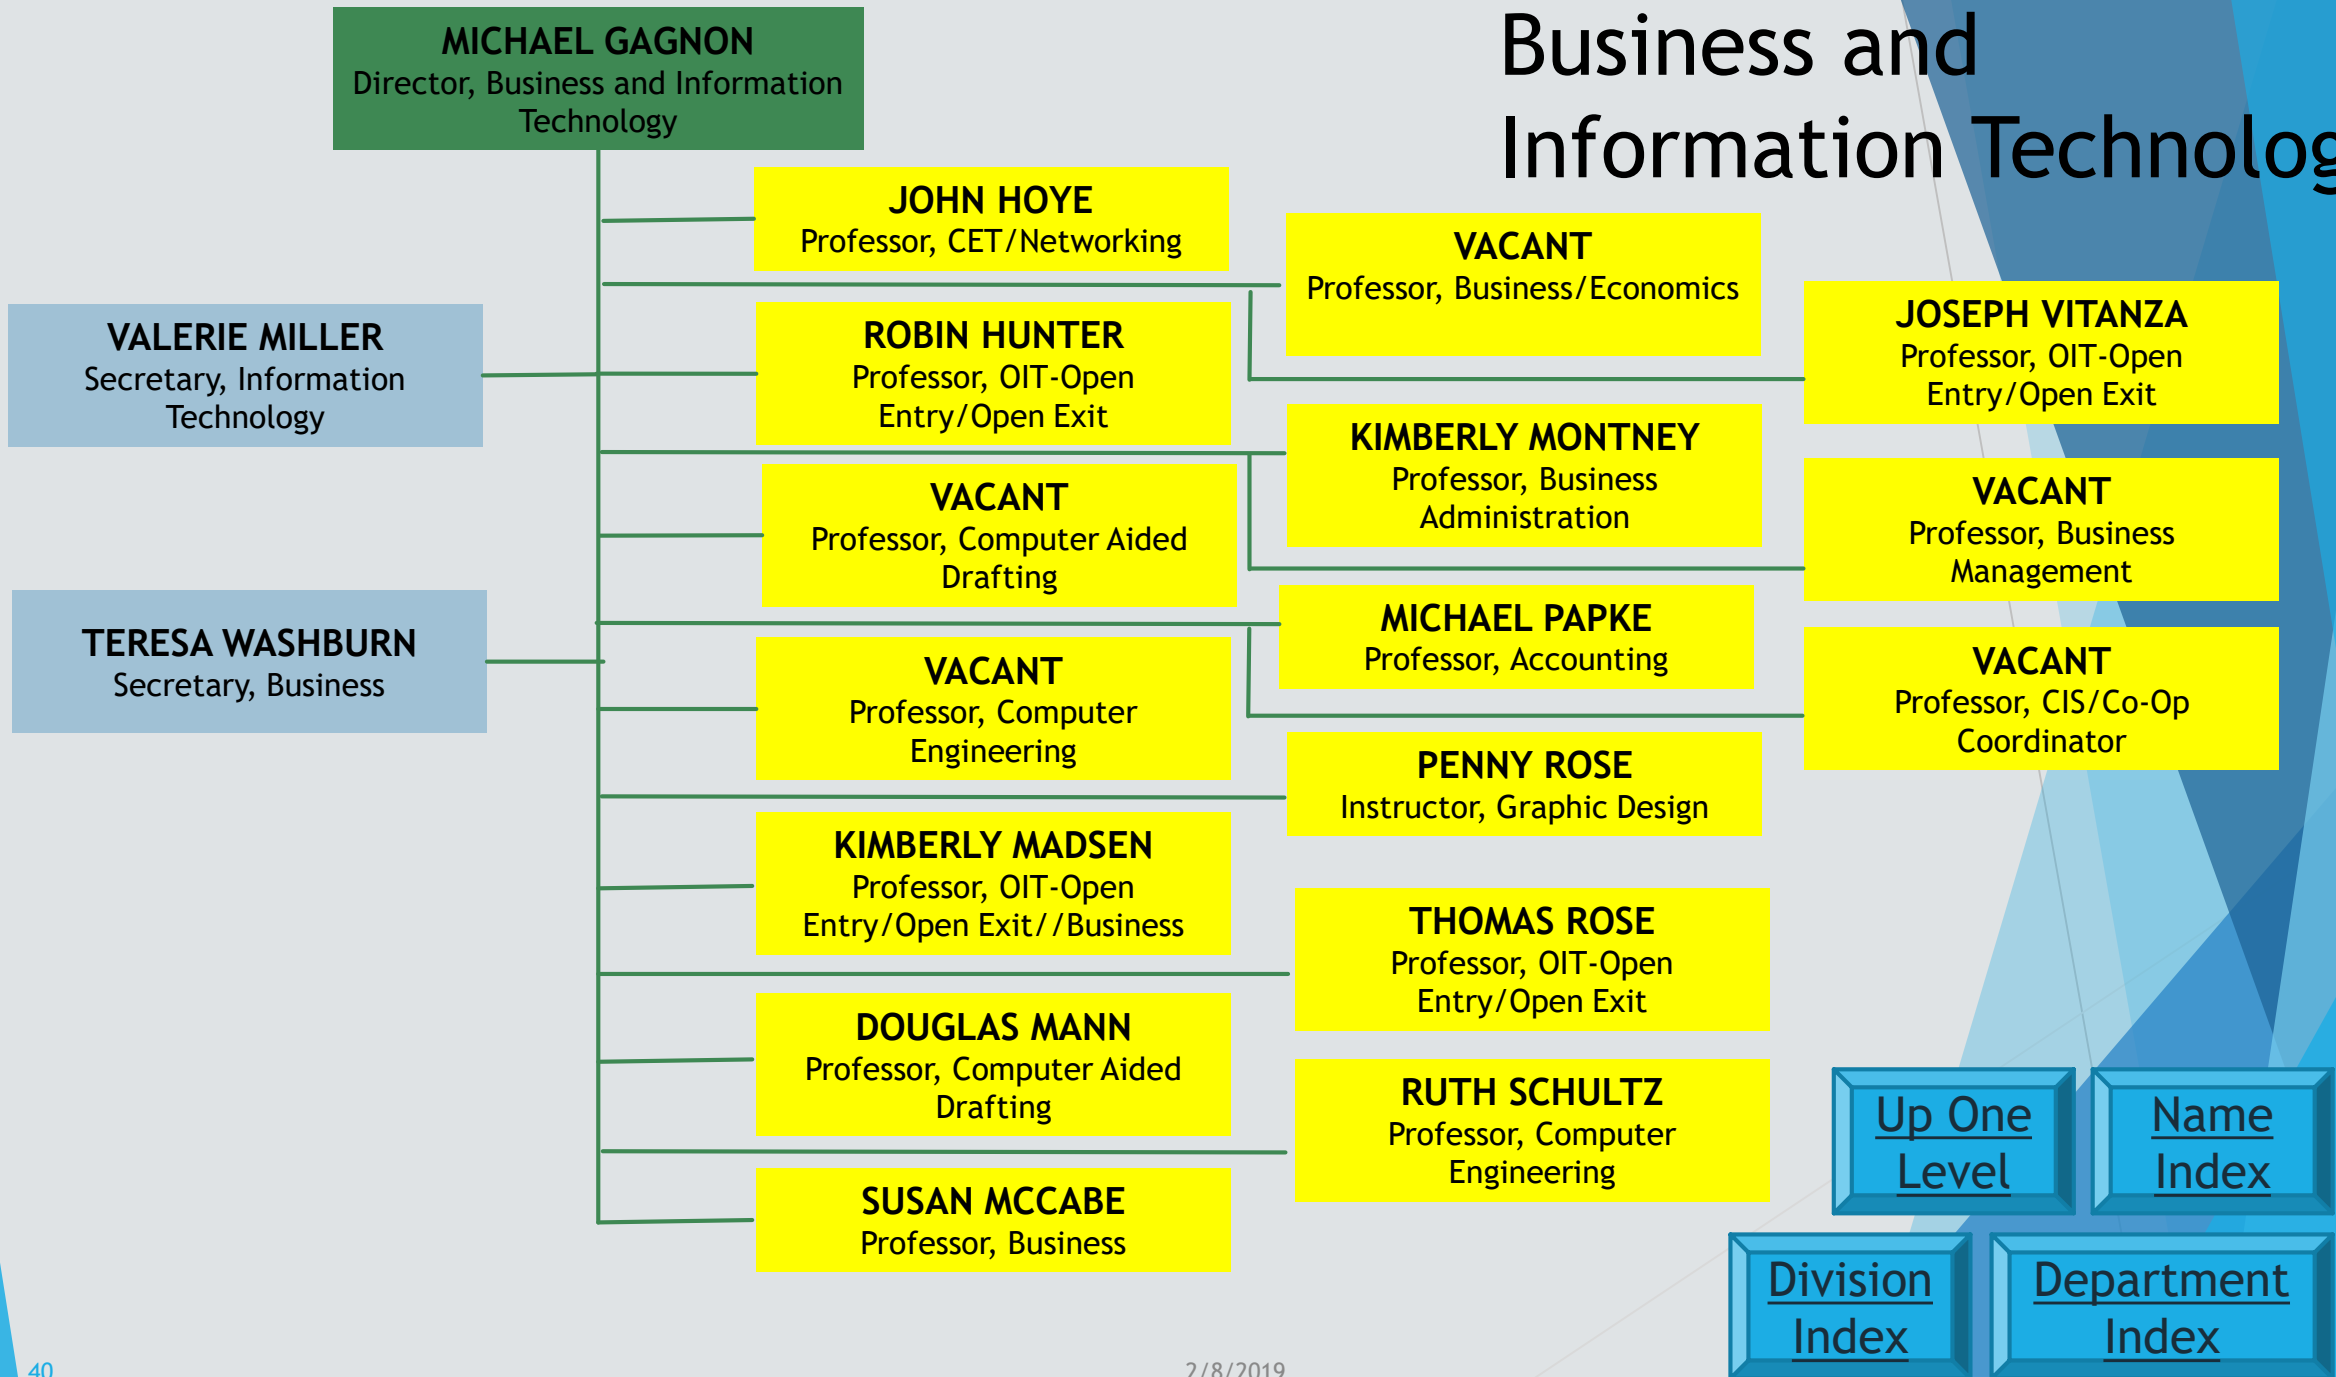 Business and
Information Technolog
MICHAEL GAGNON
Director, Business and Information
Technology
JOHN HOYE
Professor, CET/Networking
VACANT
Professor, Business/Economics
JOSEPH VITANZA
Professor, OIT-Open
Entry/Open Exit
VALERIE MILLER
Secretary, Information
Technology
ROBIN HUNTER
Professor, OIT-Open
Entry/Open Exit
KIMBERLY MONTNEY
Professor, Business
Administration
VACANT
Professor, Business
Management
VACANT
Professor, Computer Aided
Drafting
TERESA WASHBURN
Secretary, Business
MICHAEL PAPKE
Professor, Accounting
VACANT
Professor, CIS/Co-Op
Coordinator
VACANT
Professor, Computer
Engineering
PENNY ROSE
Instructor, Graphic Design
KIMBERLY MADSEN
Professor, OIT-Open
Entry/Open Exit//Business
THOMAS ROSE
Professor, OIT-Open
Entry/Open Exit
DOUGLAS MANN
Professor, Computer Aided
Drafting
RUTH SCHULTZ
Professor, Computer
Engineering
SUSAN MCCABE
Professor, Business
Up One
Level
Name
Index
Division
Index
Department
Index
40
2/8/2019